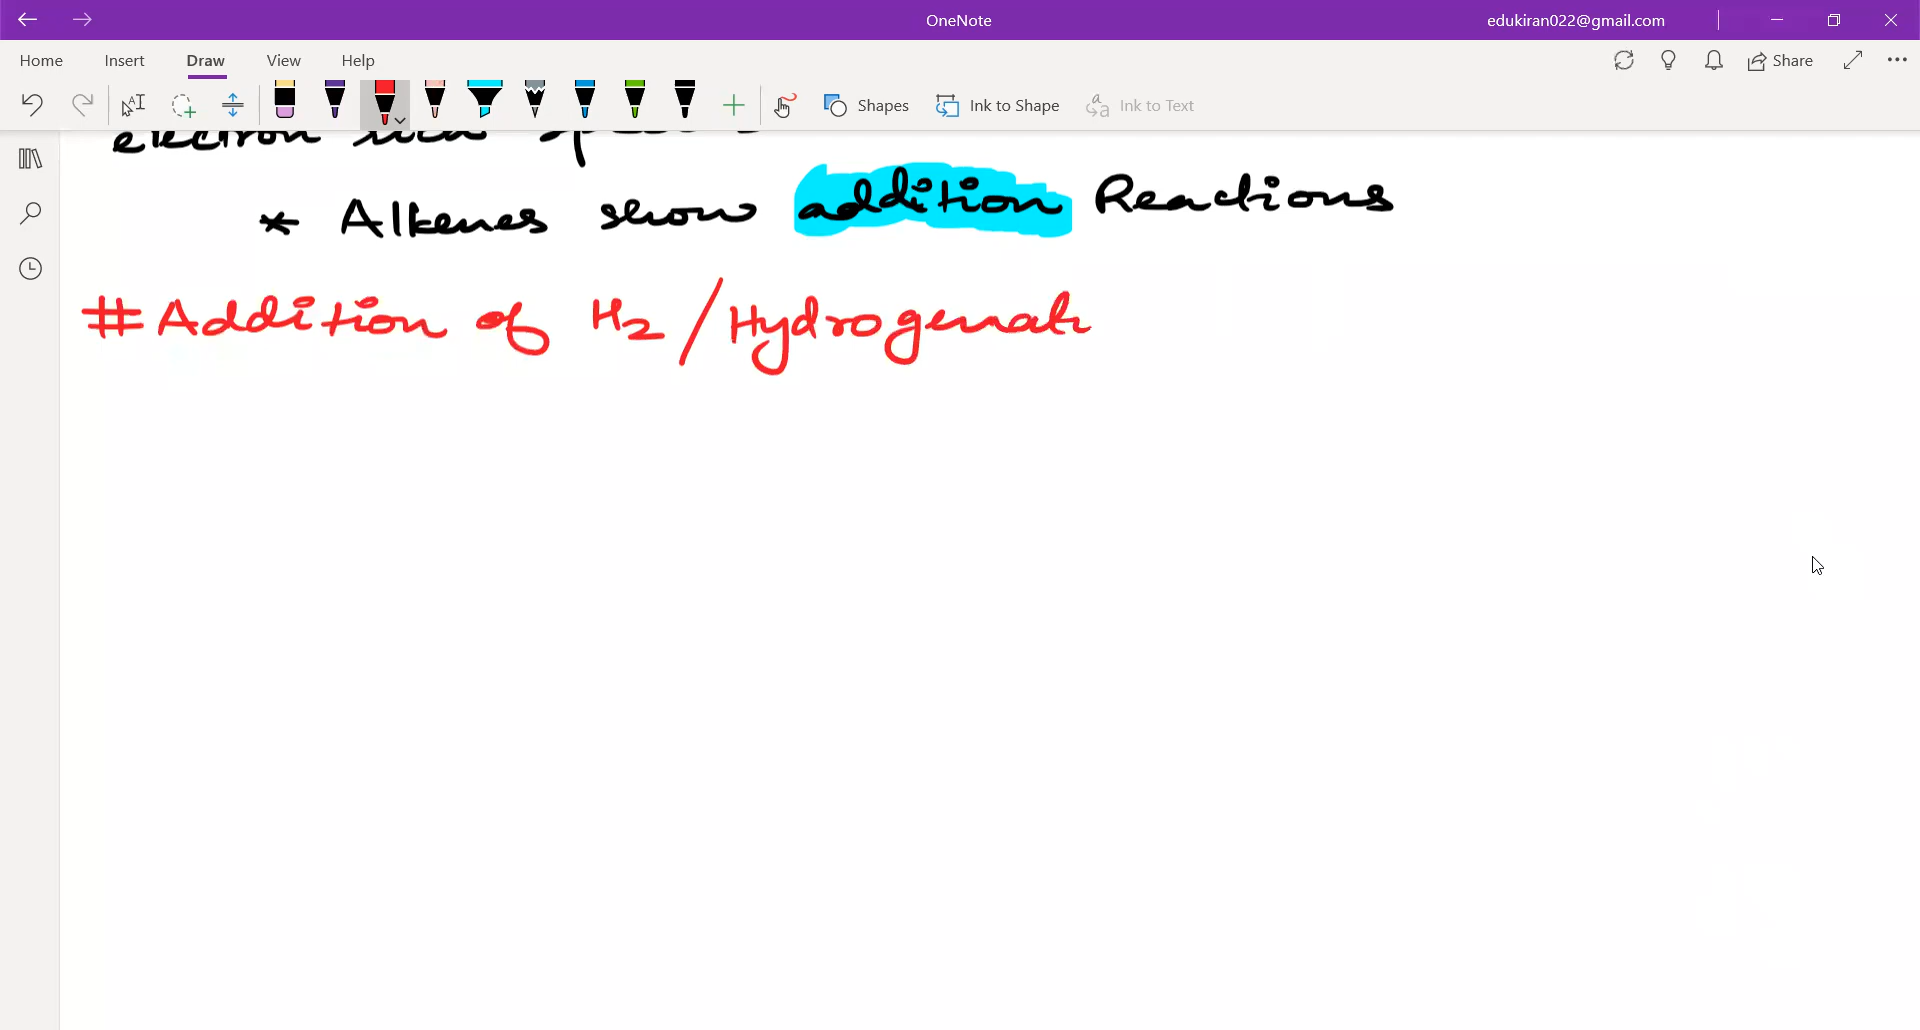 OneNote
edukiran022@gmail.com
Home Insert Draw View Help
Share
Shapes Ink to Shape Ink to Text
electron
* Alkenes show addition Reactions
# Addition of H2/Hydrogenati